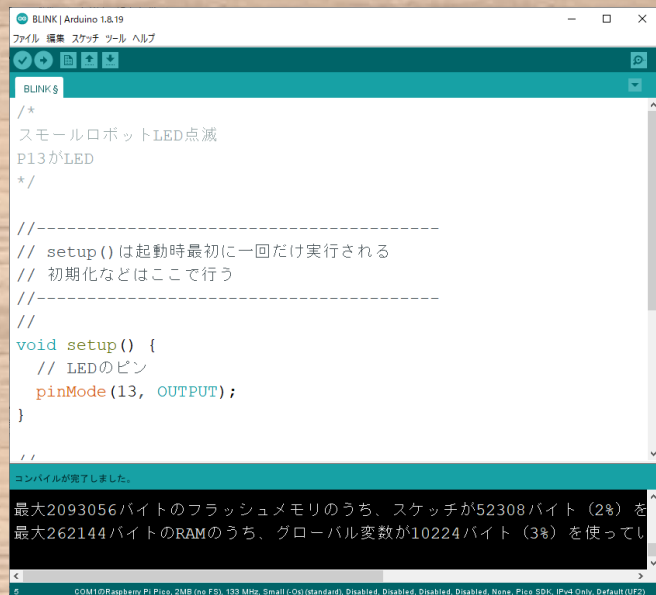 BLINK | Arduino 1.8.19
ファイル 編集 スケッチ ツール ヘルプ
BLINK §
/*
スモールロボットLED点滅
P13がLED
*/
//----------------------------------------
// setup()は起動時最初に一回だけ実行される
// 初期化などはここで行う
//----------------------------------------
//
void setup() {
// LEDのピン
pinMode(13, OUTPUT);
}
//
コンパイルが完了しました。
最大2093056バイトのフラッシュメモリのうち、スケッチが52308バイト（2%）を
最大262144バイトのRAMのうち、グローバル変数が10224バイト（3%）を使ってい
5 COM1のRaspberry Pi Pico, 2MB (no FS), 133 MHz, Small (-Os) (standard), Disabled, Disabled, Disabled, Disabled, None, Pico SDK, IPv4 Only, Default (UF2)